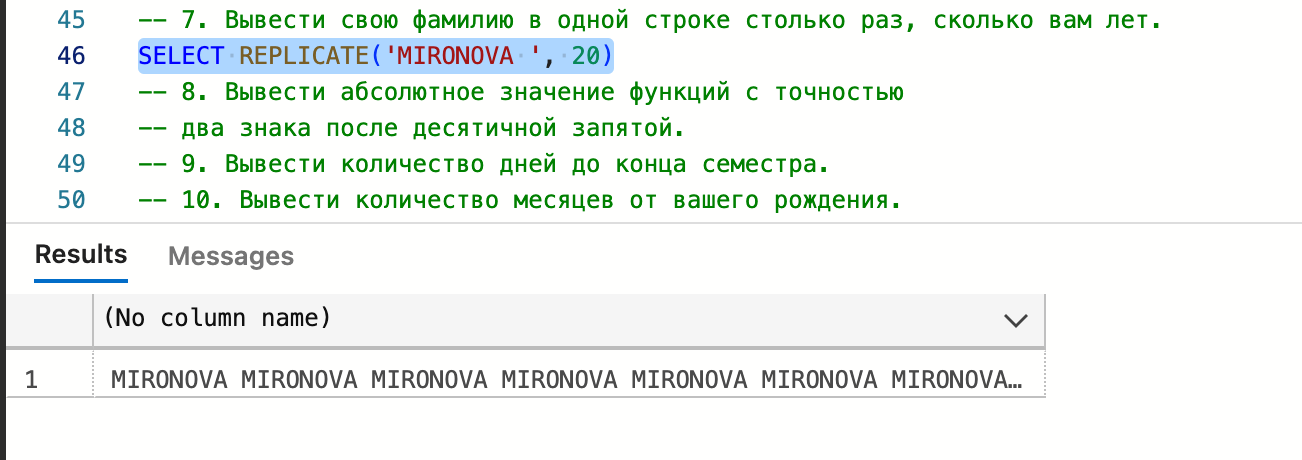 45 -- 7. Вывести свою фамилию в одной строке столько раз, сколько вам лет.
46 SELECT REPLICATE('MIRONOVA ', 20)
47 -- 8. Вывести абсолютное значение функций с точностью
48 -- два знака после десятичной запятой.
49 -- 9. Вывести количество дней до конца семестра.
50 -- 10. Вывести количество месяцев от вашего рождения.
Results Messages
(No column name)
1 MIRONOVA MIRONOVA MIRONOVA MIRONOVA MIRONOVA MIRONOVA MIRONOVA…